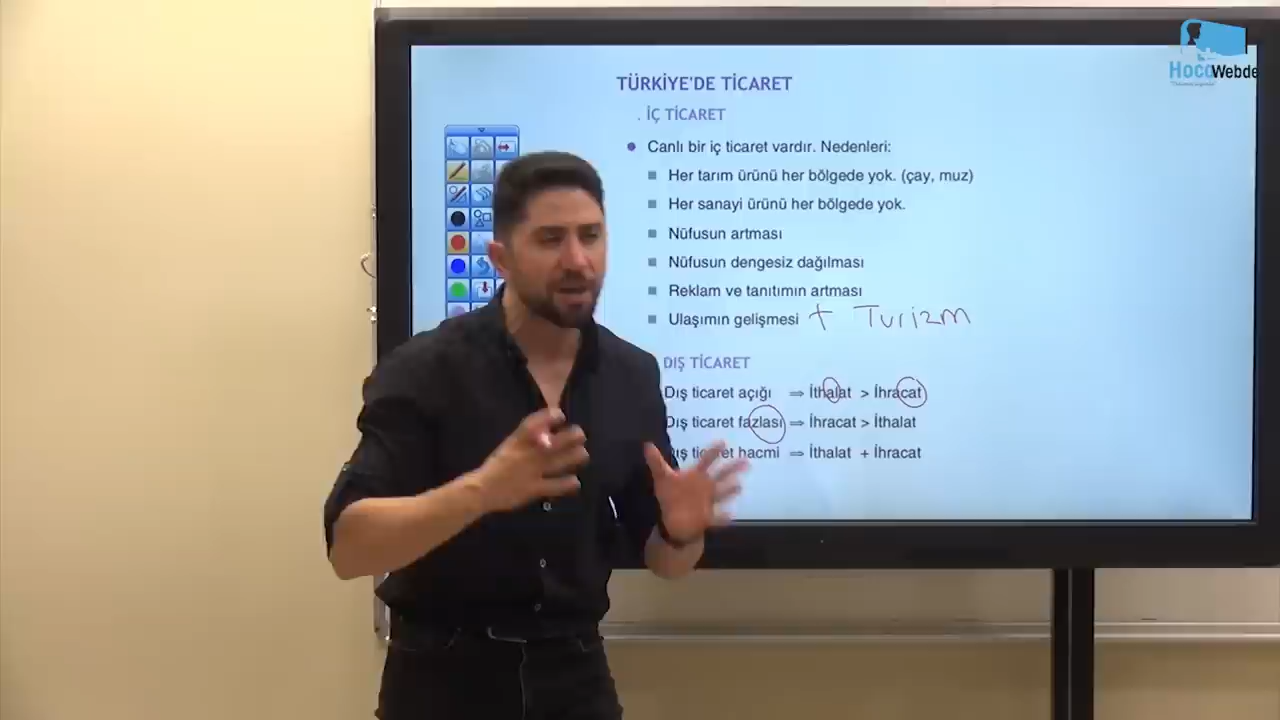 Hoca Webde
TÜRKİYE'DE TİCARET
. İÇ TİCARET
● Canlı bir iç ticaret vardır. Nedenleri:
■ Her tarım ürünü her bölgede yok. (çay, muz)
■ Her sanayi ürünü her bölgede yok.
■ Nüfusun artması
■ Nüfusun dengesiz dağılması
■ Reklam ve tanıtımın artması
■ Ulaşımın gelişmesi + Turizm
DIŞ TİCARET
Dış ticaret açığı ⇒ İthalat > İhracat
Dış ticaret fazlası ⇒ İhracat > İthalat
Dış ticaret hacmi ⇒ İthalat + İhracat